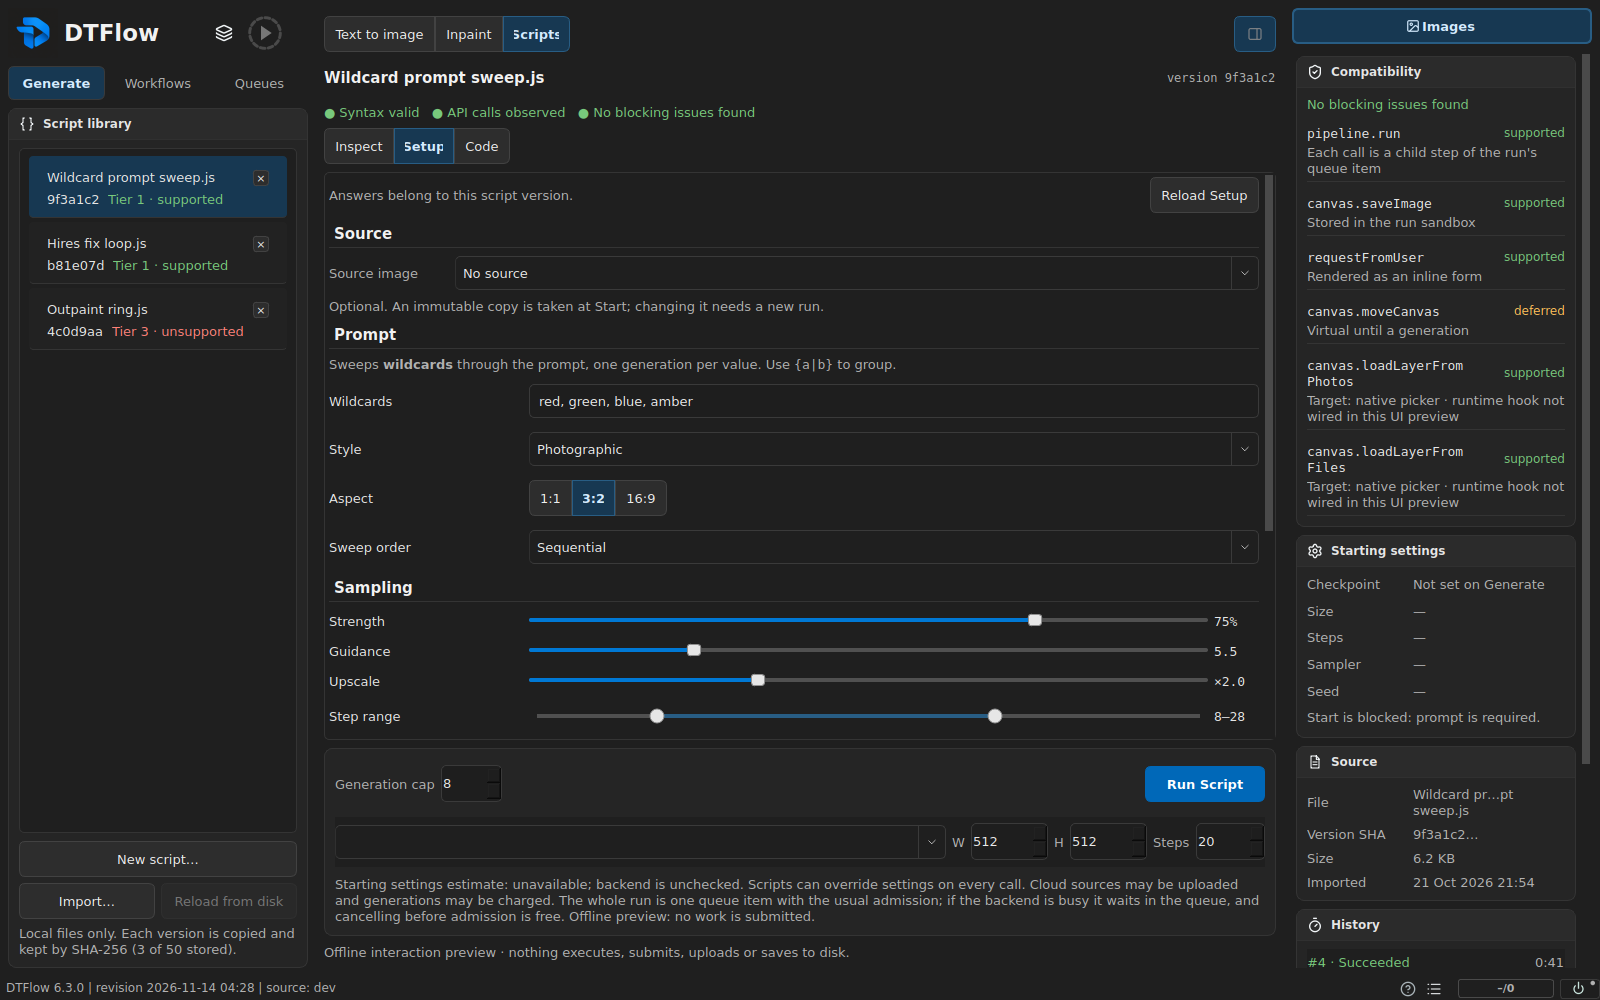 DTFlow
Generate
Workflows
Queues
Script library
Wildcard prompt sweep.js
9f3a1c2 Tier 1 · supported
Hires fix loop.js
b81e07d Tier 1 · supported
Outpaint ring.js
4c0d9aa Tier 3 · unsupported
New script…
Import…
Reload from disk
Local files only. Each version is copied and
kept by SHA-256 (3 of 50 stored).
Text to image
Inpaint
Scripts
Wildcard prompt sweep.js
version 9f3a1c2
● Syntax valid ● API calls observed ● No blocking issues found
Inspect
Setup
Code
Answers belong to this script version.
Reload Setup
Source
Source image
No source
Optional. An immutable copy is taken at Start; changing it needs a new run.
Prompt
Sweeps wildcards through the prompt, one generation per value. Use {a|b} to group.
Wildcards
red, green, blue, amber
Style
Photographic
Aspect
1:1
3:2
16:9
Sweep order
Sequential
Sampling
Strength
75%
Guidance
5.5
Upscale
×2.0
Step range
8–28
Generation cap
8
Run Script
W
512
H
512
Steps
20
Starting settings estimate: unavailable; backend is unchecked. Scripts can override settings on every call. Cloud sources may be uploaded
and generations may be charged. The whole run is one queue item with the usual admission; if the backend is busy it waits in the queue, and
cancelling before admission is free. Offline preview: no work is submitted.
Offline interaction preview · nothing executes, submits, uploads or saves to disk.
Images
Compatibility
No blocking issues found
pipeline.run
supported
Each call is a child step of the run's
queue item
canvas.saveImage
supported
Stored in the run sandbox
requestFromUser
supported
Rendered as an inline form
canvas.moveCanvas
deferred
Virtual until a generation
canvas.loadLayerFrom
Photos
supported
Target: native picker · runtime hook not
wired in this UI preview
canvas.loadLayerFrom
Files
supported
Target: native picker · runtime hook not
wired in this UI preview
Starting settings
Checkpoint
Not set on Generate
Size
—
Steps
—
Sampler
—
Seed
—
Start is blocked: prompt is required.
Source
File
Wildcard pr…pt
sweep.js
Version SHA
9f3a1c2…
Size
6.2 KB
Imported
21 Oct 2026 21:54
History
#4 · Succeeded
0:41
DTFlow 6.3.0 | revision 2026-11-14 04:28 | source: dev
–/0